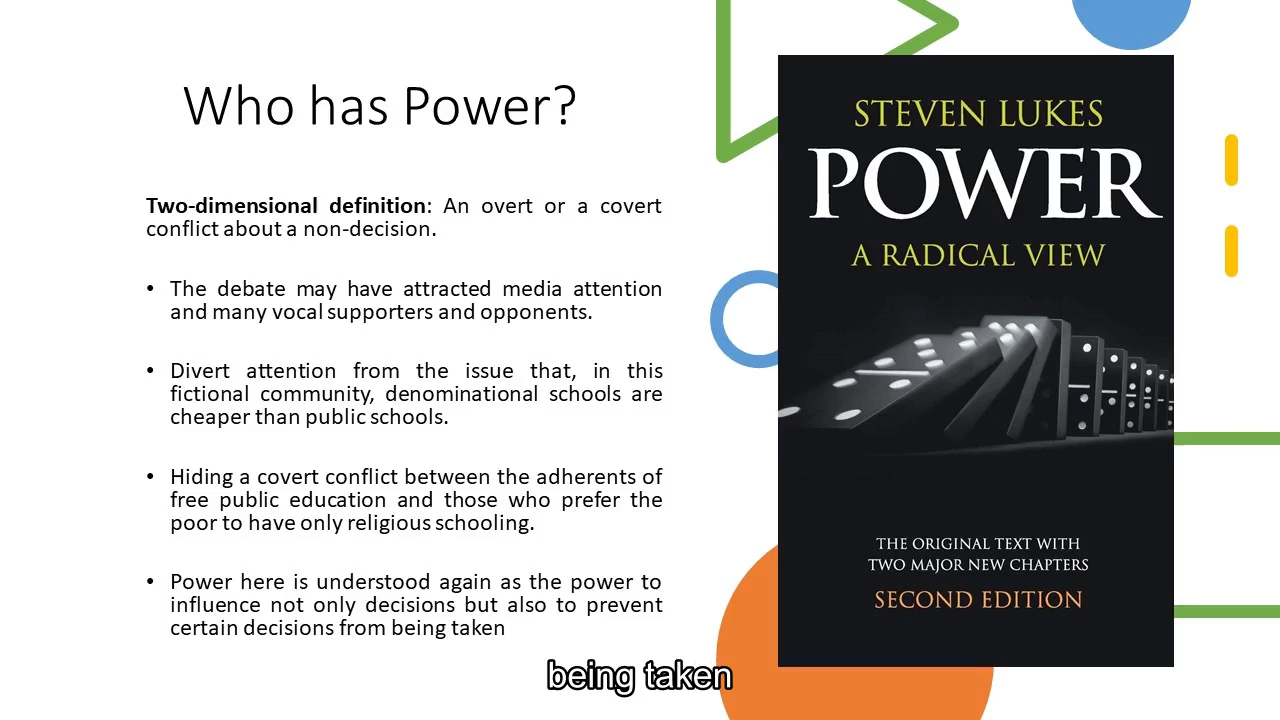 Who has Power?
Two-dimensional definition: An overt or a covert
conflict about a non-decision.
• The debate may have attracted media attention
and many vocal supporters and opponents.
• Divert attention from the issue that, in this
fictional community, denominational schools are
cheaper than public schools.
• Hiding a covert conflict between the adherents of
free public education and those who prefer the
poor to have only religious schooling.
• Power here is understood again as the power to
influence not only decisions but also to prevent
certain decisions from being taken
STEVEN LUKES
POWER
A RADICAL VIEW
THE ORIGINAL TEXT WITH
TWO MAJOR NEW CHAPTERS
SECOND EDITION
being taken